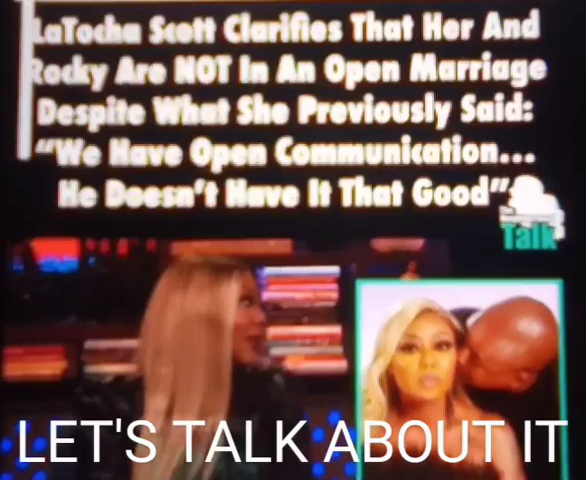 LaTocha Scott Clarifies That Her And
Rocky Are NOT In An Open Marriage
Despite What She Previously Said:
“We Have Open Communication...
He Doesn't Have It That Good”
Talk
LET'S TALK ABOUT IT